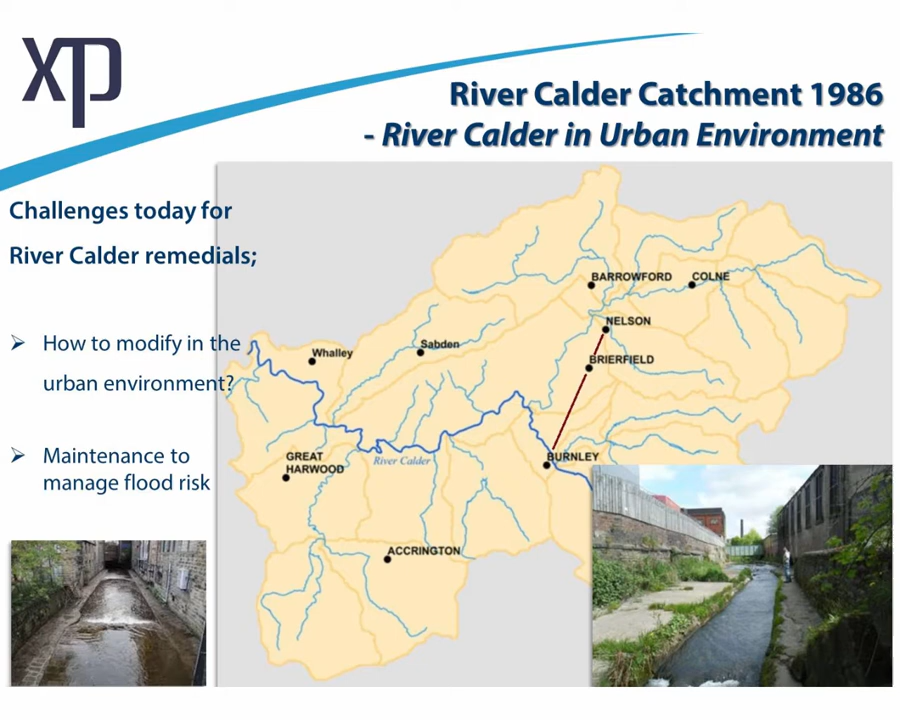 xp
River Calder Catchment 1986
- River Calder in Urban Environment
Challenges today for
River Calder remedials;
➢ How to modify in the
urban environment?
➢ Maintenance to
manage flood risk
BARROWFORD
COLNE
NELSON
Sabden
Whalley
BRIERFIELD
GREAT
HARWOOD
River Calder
BURNLEY
ACCRINGTON